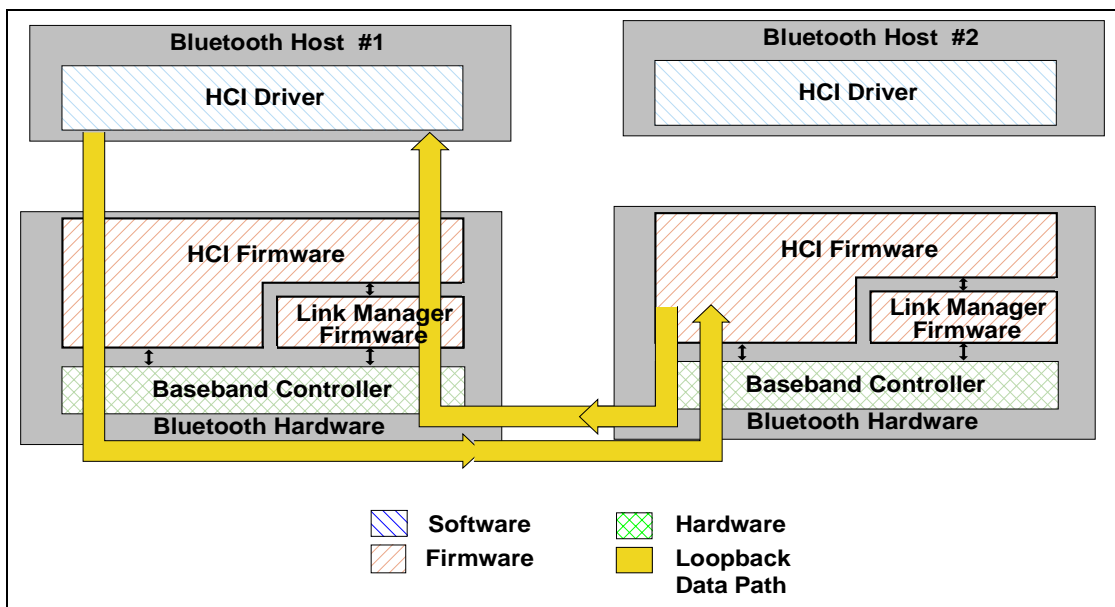 Bluetooth Host #1
HCI Driver
Bluetooth Host #2
HCI Driver
HCI Firmware
Link Manager
Firmware
Baseband Controller
Bluetooth Hardware
HCI Firmware
Link Manager
Firmware
Baseband Controller
Bluetooth Hardware
Software
Firmware
Hardware
Loopback
Data Path